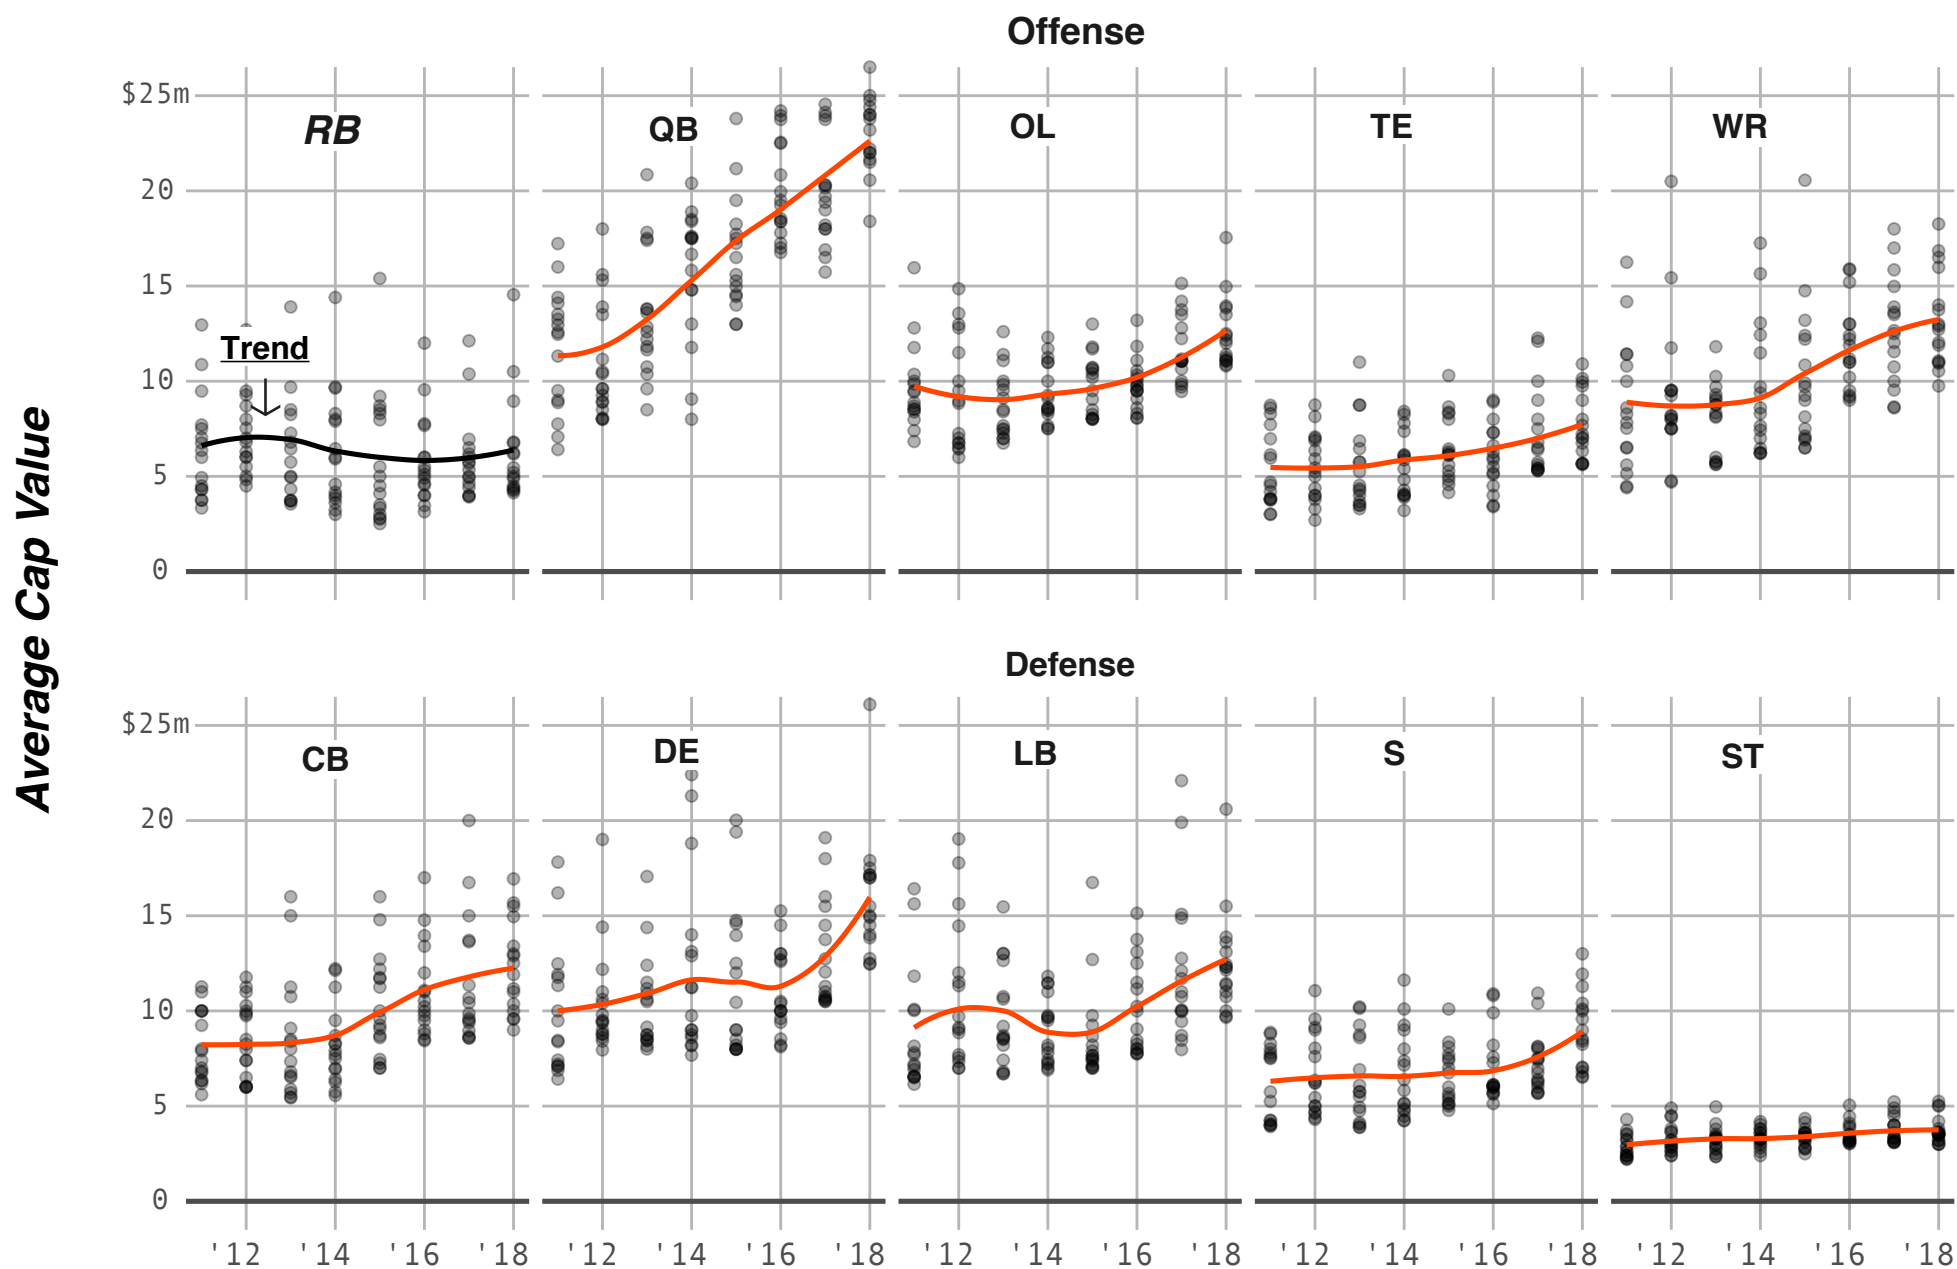 Offense
$25m
RB
QB
OL
TE
WR
20
15
Trend
10
5
0
Average Cap Value
Defense
$25m
CB
DE
LB
S
ST
20
15
10
5
0
'12 '14 '16 '18 '12 '14 '16 '18 '12 '14 '16 '18 '12 '14 '16 '18 '12 '14 '16 '18